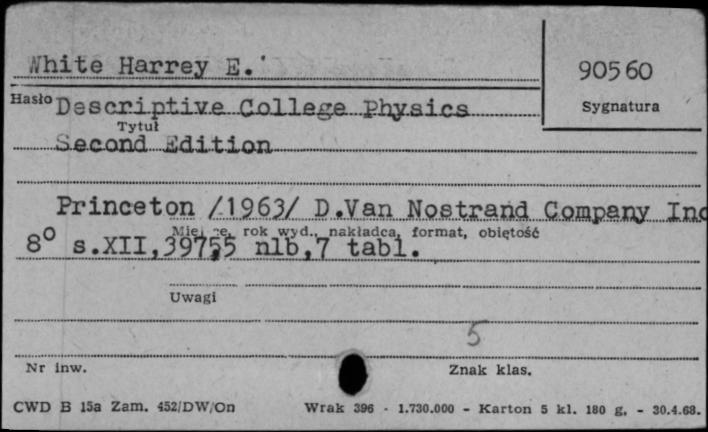 White Harrey E.
90560
Hasło Descriptive College Physics
Sygnatura
Tytuł
Second Edition
Princeton /1963/ D.Van Nostrand Company Inc
Miejsce, rok wyd., nakładca, format, objętość
8° s.XII,397,5 nlb,7 tabl.
Uwagi
5
Nr inw.
Znak klas.
CWD B 15a Zam. 452/DW/On
Wrak 396 - 1.730.000 - Karton 5 kl. 180 g. - 30.4.68.